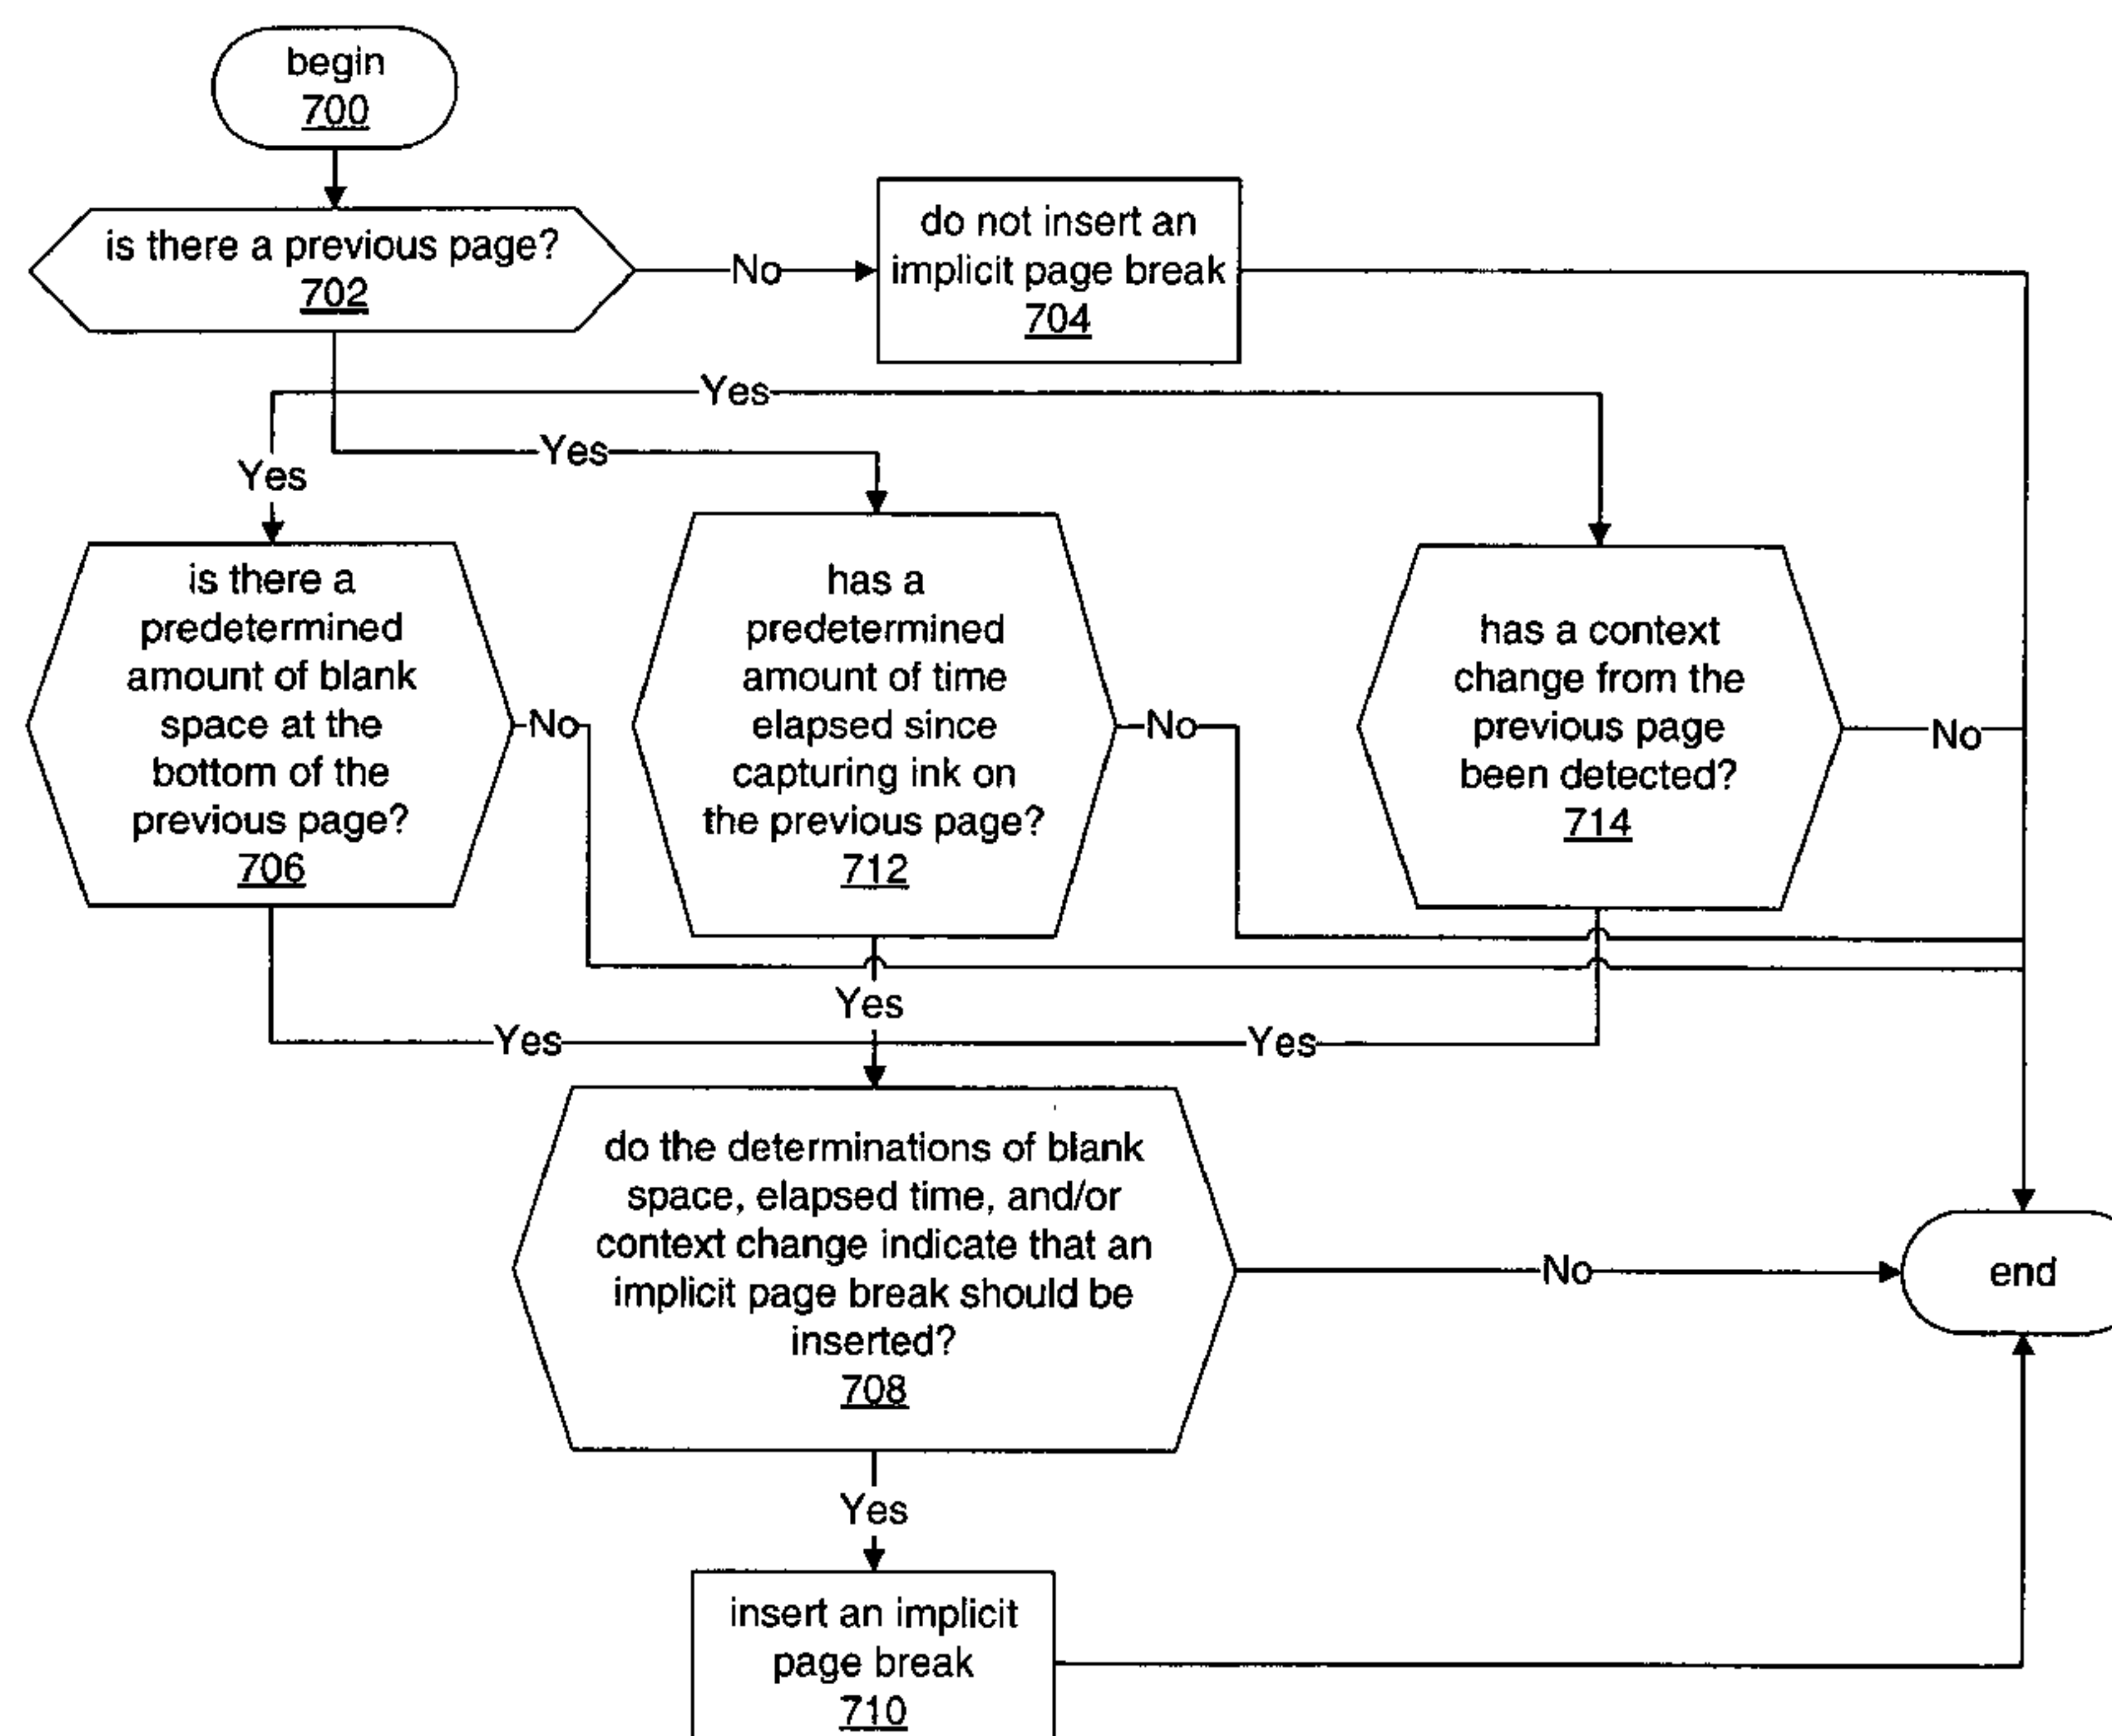 begin
700
is there a previous page?
702
No
do not insert an
implicit page break
704
Yes
Yes
Yes
is there a
predetermined
amount of blank
space at the
bottom of the
previous page?
706
No
has a
predetermined
amount of time
elapsed since
capturing ink on
the previous page?
712
No
has a context
change from the
previous page
been detected?
714
No
Yes
Yes
Yes
do the determinations of blank
space, elapsed time, and/or
context change indicate that an
implicit page break should be
inserted?
708
No
end
Yes
insert an implicit
page break
710